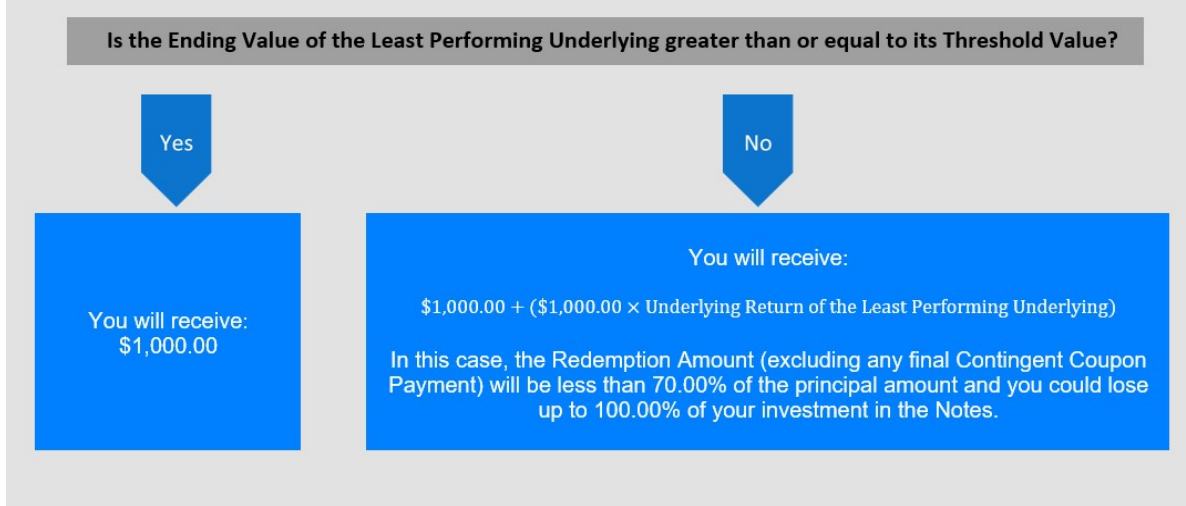 Is the Ending Value of the Least Performing Underlying greater than or equal to its Threshold Value?
Yes
No
You will receive:
$1,000.00
You will receive:
$1,000.00 + ($1,000.00 × Underlying Return of the Least Performing Underlying)
In this case, the Redemption Amount (excluding any final Contingent Coupon
Payment) will be less than 70.00% of the principal amount and you could lose
up to 100.00% of your investment in the Notes.